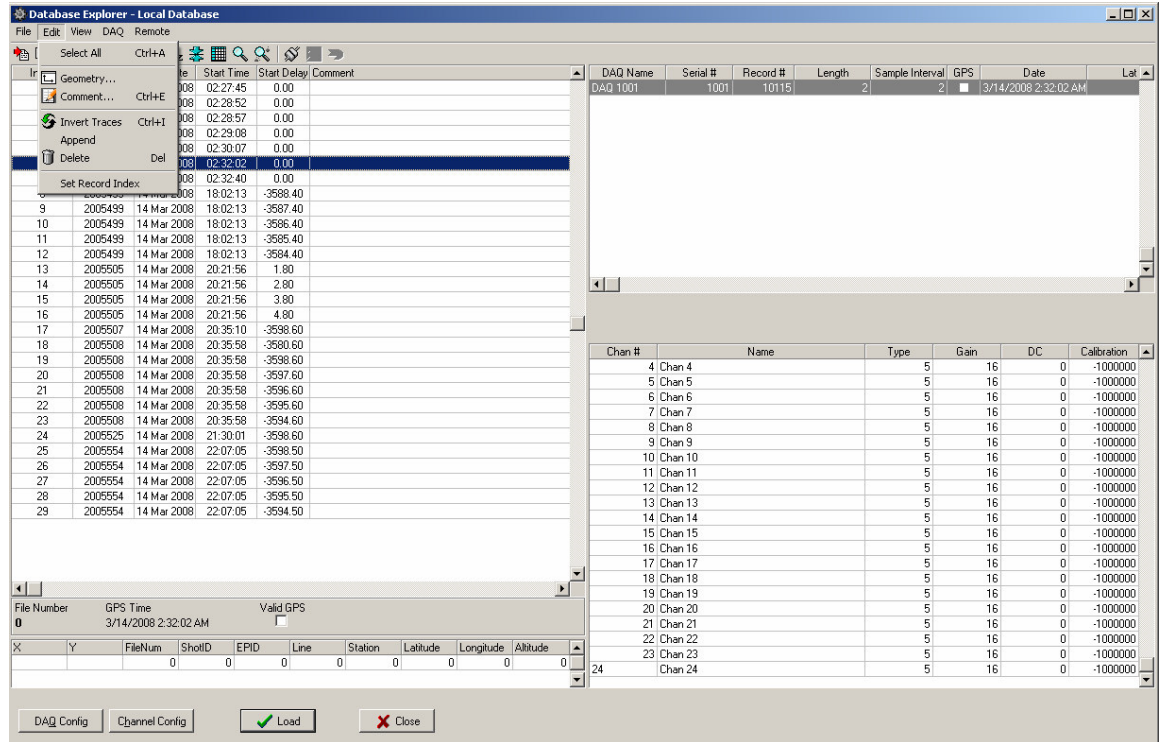 Database Explorer - Local Database
File Edit View DAQ Remote
Select All Ctrl+A
Geometry...
Comment... Ctrl+E
Invert Traces Ctrl+I
Append
Delete Del
Set Record Index
Start Time Start Delay Comment
008 02:27:45 0.00
008 02:28:52 0.00
008 02:28:57 0.00
008 02:29:08 0.00
008 02:30:07 0.00
008 02:32:02 0.00
008 02:32:40 0.00
18:02:13 -3588.40
9 2005499 14 Mar 2008 18:02:13 -3587.40
10 2005499 14 Mar 2008 18:02:13 -3586.40
11 2005499 14 Mar 2008 18:02:13 -3585.40
12 2005499 14 Mar 2008 18:02:13 -3584.40
13 2005505 14 Mar 2008 20:21:56 1.80
14 2005505 14 Mar 2008 20:21:56 2.80
15 2005505 14 Mar 2008 20:21:56 3.80
16 2005505 14 Mar 2008 20:21:56 4.80
17 2005507 14 Mar 2008 20:35:10 -3598.60
18 2005508 14 Mar 2008 20:35:58 -3580.60
19 2005508 14 Mar 2008 20:35:58 -3598.60
20 2005508 14 Mar 2008 20:35:58 -3597.60
21 2005508 14 Mar 2008 20:35:58 -3596.60
22 2005508 14 Mar 2008 20:35:58 -3595.60
23 2005508 14 Mar 2008 20:35:58 -3594.60
24 2005525 14 Mar 2008 21:30:01 -3598.60
25 2005554 14 Mar 2008 22:07:05 -3598.50
26 2005554 14 Mar 2008 22:07:05 -3597.50
27 2005554 14 Mar 2008 22:07:05 -3596.50
28 2005554 14 Mar 2008 22:07:05 -3595.50
29 2005554 14 Mar 2008 22:07:05 -3594.50
File Number GPS Time Valid GPS
0 3/14/2008 2:32:02 AM
X Y FileNum ShotID EPID Line Station Latitude Longitude Altitude
0 0 0 0 0 0 0 0
DAQ Name Serial # Record # Length Sample Interval GPS Date Lat
DAQ 1001 1001 10115 2 2 3/14/2008 2:32:02 AM
Chan # Name Type Gain DC Calibration
4 Chan 4 5 16 0 -1000000
5 Chan 5 5 16 0 -1000000
6 Chan 6 5 16 0 -1000000
7 Chan 7 5 16 0 -1000000
8 Chan 8 5 16 0 -1000000
9 Chan 9 5 16 0 -1000000
10 Chan 10 5 16 0 -1000000
11 Chan 11 5 16 0 -1000000
12 Chan 12 5 16 0 -1000000
13 Chan 13 5 16 0 -1000000
14 Chan 14 5 16 0 -1000000
15 Chan 15 5 16 0 -1000000
16 Chan 16 5 16 0 -1000000
17 Chan 17 5 16 0 -1000000
18 Chan 18 5 16 0 -1000000
19 Chan 19 5 16 0 -1000000
20 Chan 20 5 16 0 -1000000
21 Chan 21 5 16 0 -1000000
22 Chan 22 5 16 0 -1000000
23 Chan 23 5 16 0 -1000000
24 Chan 24 5 16 0 -1000000
DAQ Config Channel Config Load Close